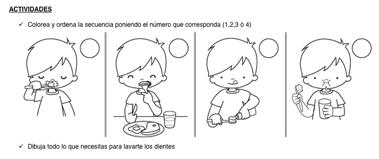 ACTIVIDADES
✓ Colorea y ordena la secuencia poniendo el número que corresponda (1,2,3 ó 4)
✓ Dibuja todo lo que necesitas para lavarte los dientes